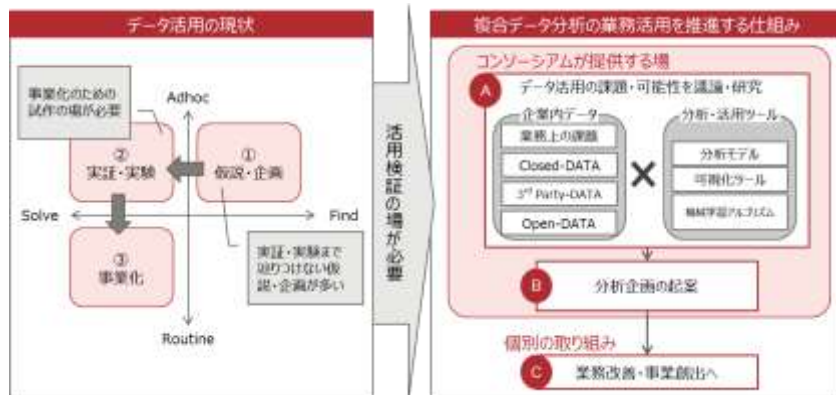 データ活用の現状
事業化のための
試作の場が必要
Adhoc
②
実証・実験
①
仮説・企画
Solve
Find
③
事業化
実証・実験まで
辿りつけない仮
説・企画が多い
Routine
活用検証の場が必要
複合データ分析の業務活用を推進する仕組み
コンソーシアムが提供する場
A
データ活用の課題・可能性を議論・研究
企業内データ
業務上の課題
Closed-DATA
3rd Party-DATA
Open-DATA
×
分析・活用ツール
分析モデル
可視化ツール
機械学習アルゴリズム
B
分析企画の起案
個別の取り組み
C
業務改善・事業創出へ